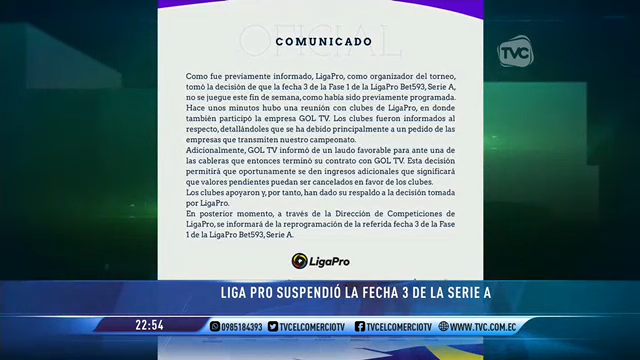 OFICIAL
COMUNICADO
TVC
Como fue previamente informado, LigaPro, como organizador del torneo,
tomó la decisión de que la fecha 3 de la Fase 1 de la LigaPro Bet593, Serie A,
no se juegue este fin de semana, como había sido previamente programada.
Hace unos minutos hubo una reunión con clubes de LigaPro, en donde
también participó la empresa GOL TV. Los clubes fueron informados al
respecto, detallándoles que se ha debido principalmente a un pedido de las
empresas que transmiten nuestro campeonato.
Adicionalmente, GOL TV informó de un laudo favorable para ante una de
las cableras que entonces terminó su contrato con GOL TV. Esta decisión
permitirá que oportunamente se den ingresos adicionales que significará
que valores pendientes puedan ser cancelados en favor de los clubes.
Los clubes apoyaron y, por tanto, han dado su respaldo a la decisión tomada
por LigaPro.
En posterior momento, a través de la Dirección de Competiciones de
LigaPro, se informará de la reprogramación de la referida fecha 3 de la Fase
1 de la LigaPro Bet593, Serie A.
LigaPro
LIGA PRO SUSPENDIÓ LA FECHA 3 DE LA SERIE A
22:54 0985184393 TVCELCOMERCIOTV TVCELCOMERCIOTV WWW.TVC.COM.EC